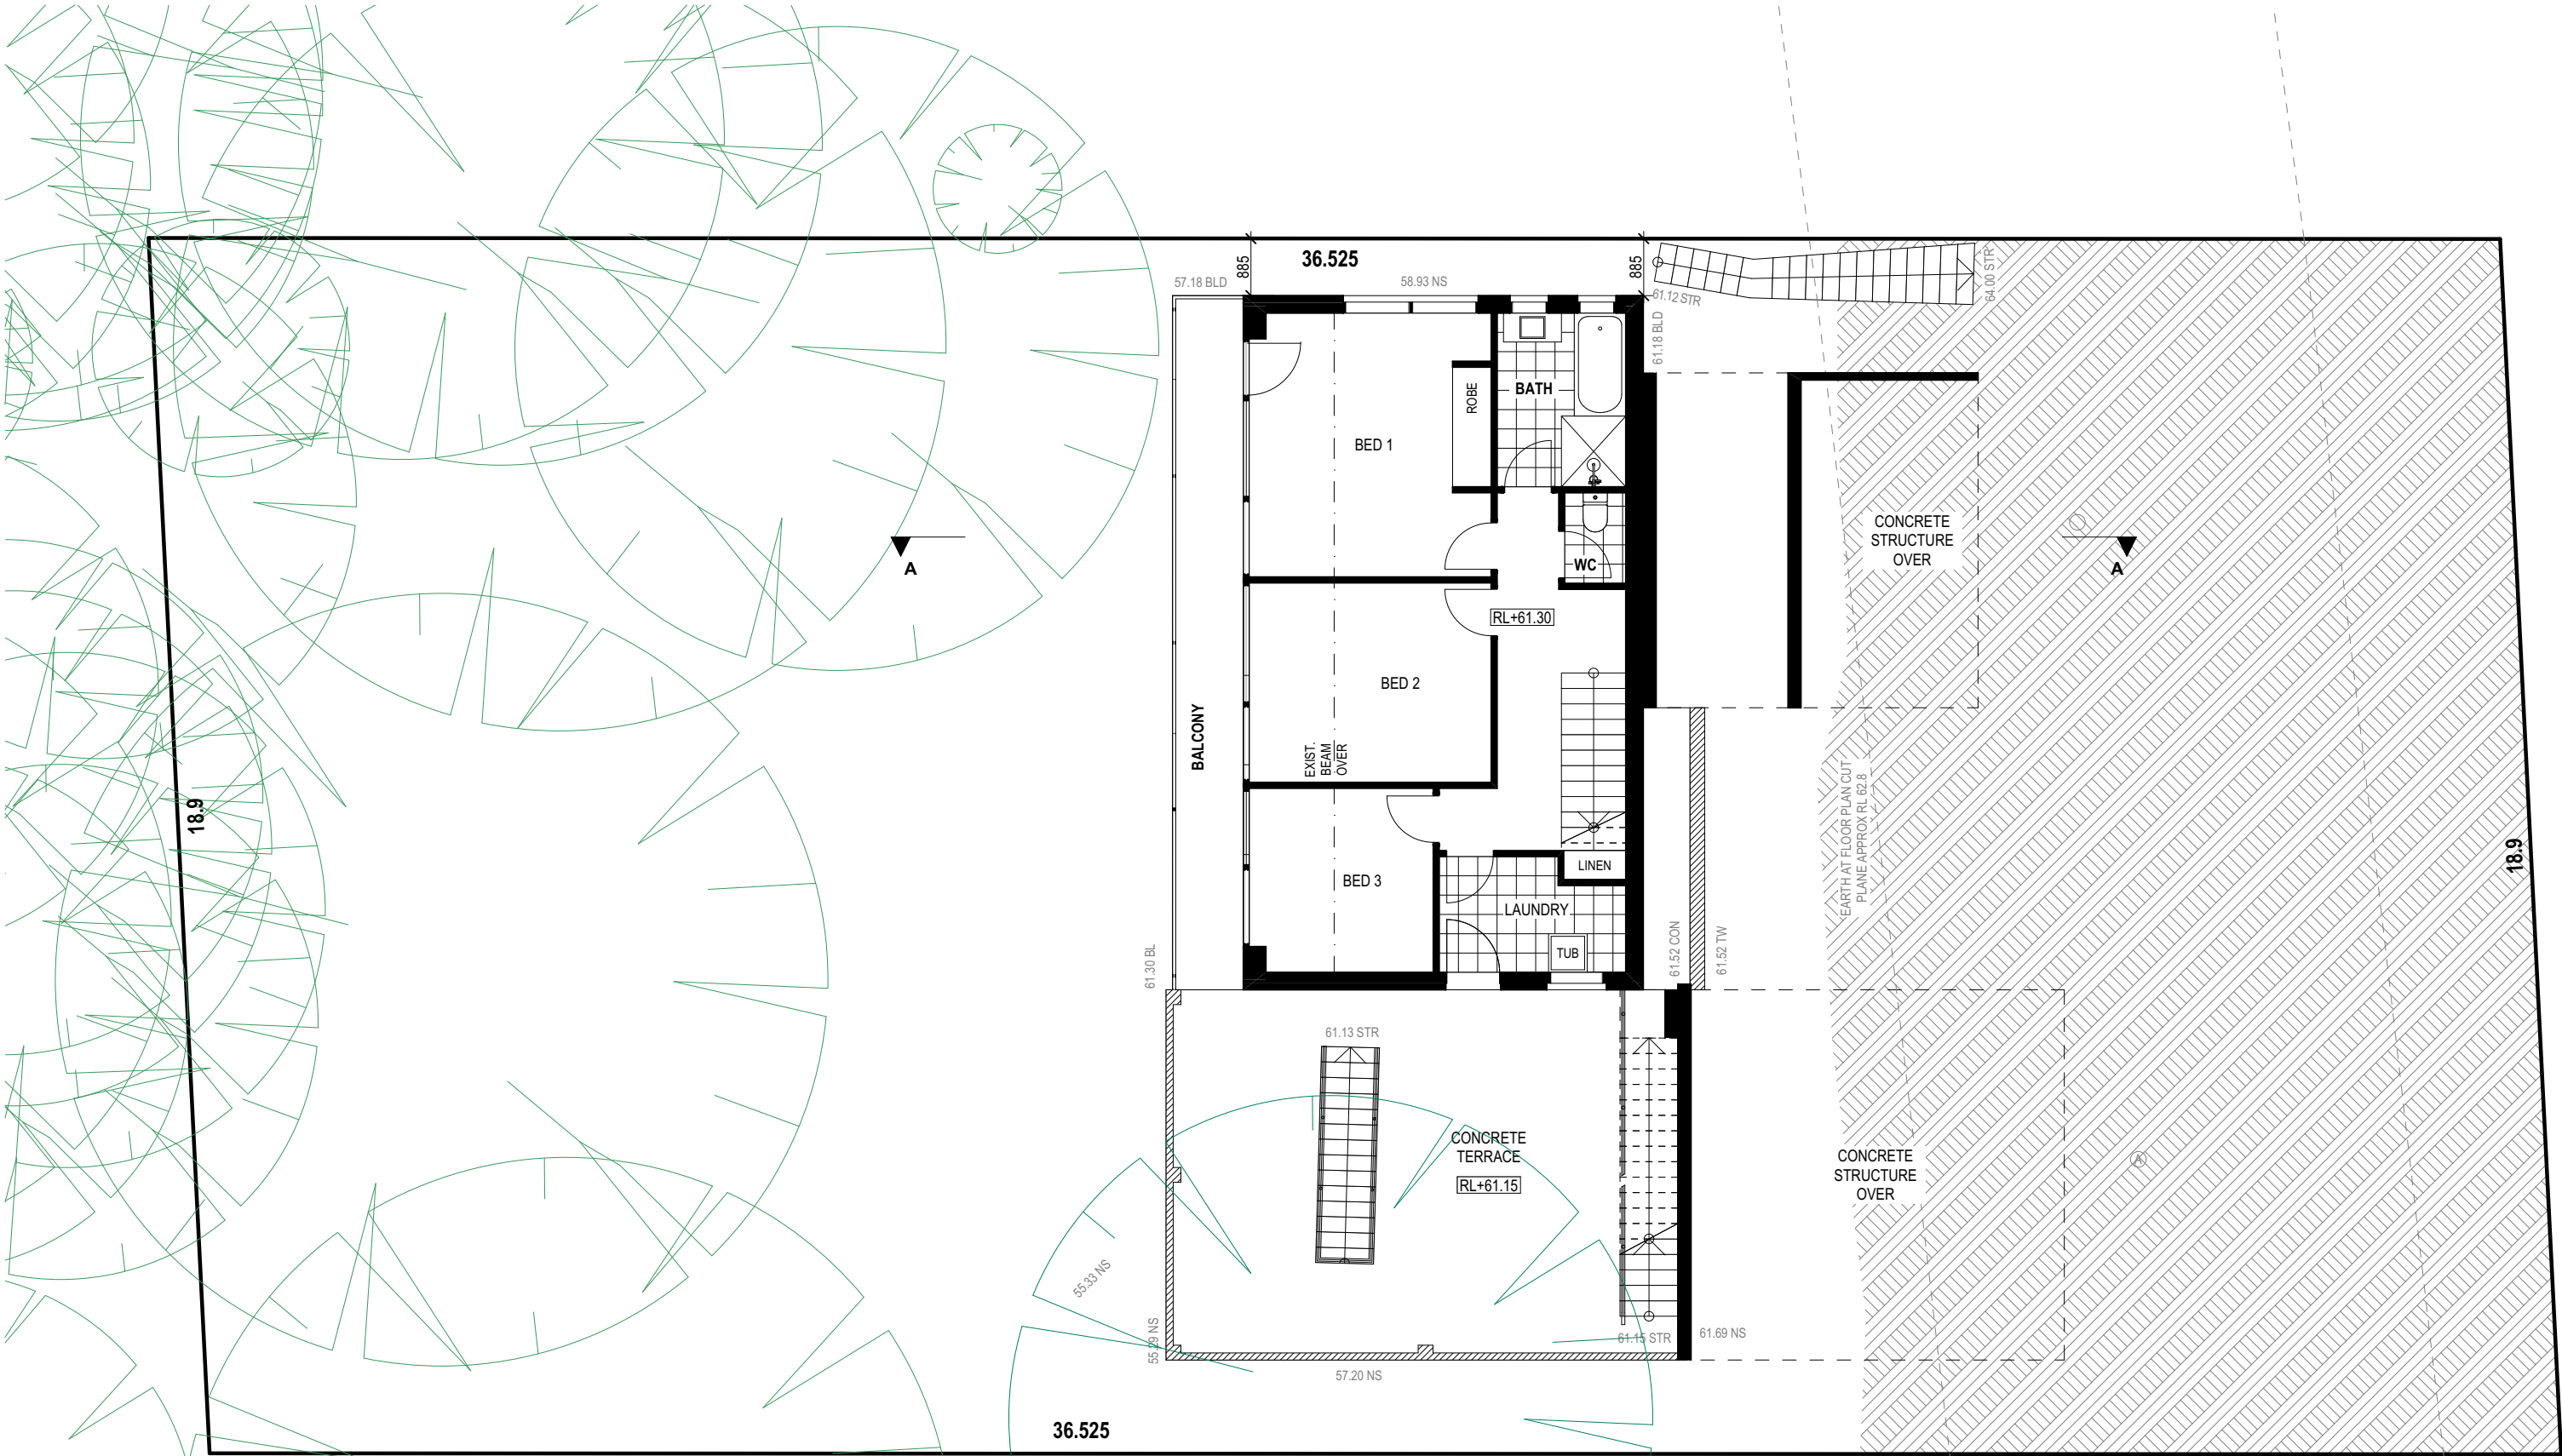 36.525
885
885
57.18 BLD
58.93 NS
61.12 STR
64.00 STR
61.18 BLD
ROBE
BATH
BED 1
CONCRETE
STRUCTURE
OVER
A
A
WC
RL+61.30
BED 2
BALCONY
EXIST.
BEAM
OVER
18.9
EARTH AT FLOOR PLAN CUT
PLANE APPROX RL 62.8
18.9
LINEN
BED 3
LAUNDRY
TUB
61.30 BL
61.52 CON
61.52 TW
61.13 STR
CONCRETE
TERRACE
RL+61.15
CONCRETE
STRUCTURE
OVER
A
55.33 NS
55.29 NS
61.15 STR
61.69 NS
57.20 NS
36.525